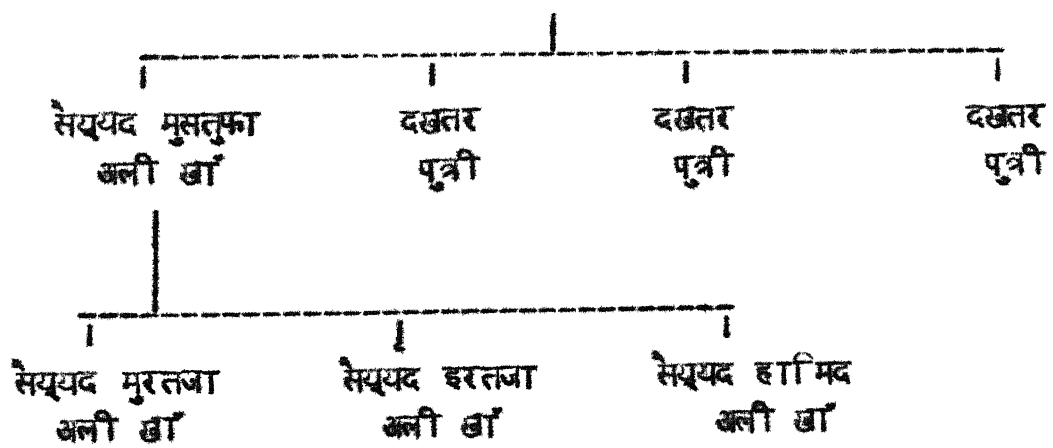 सैय्यद मुसतुफा दख्तर दख्तर दख्तर
अली खाँ पुत्री पुत्री पुत्री
सैय्यद मुरतजा सैय्यद इरतजा सैय्यद हामिद
अली खाँ अली खाँ अली खाँ